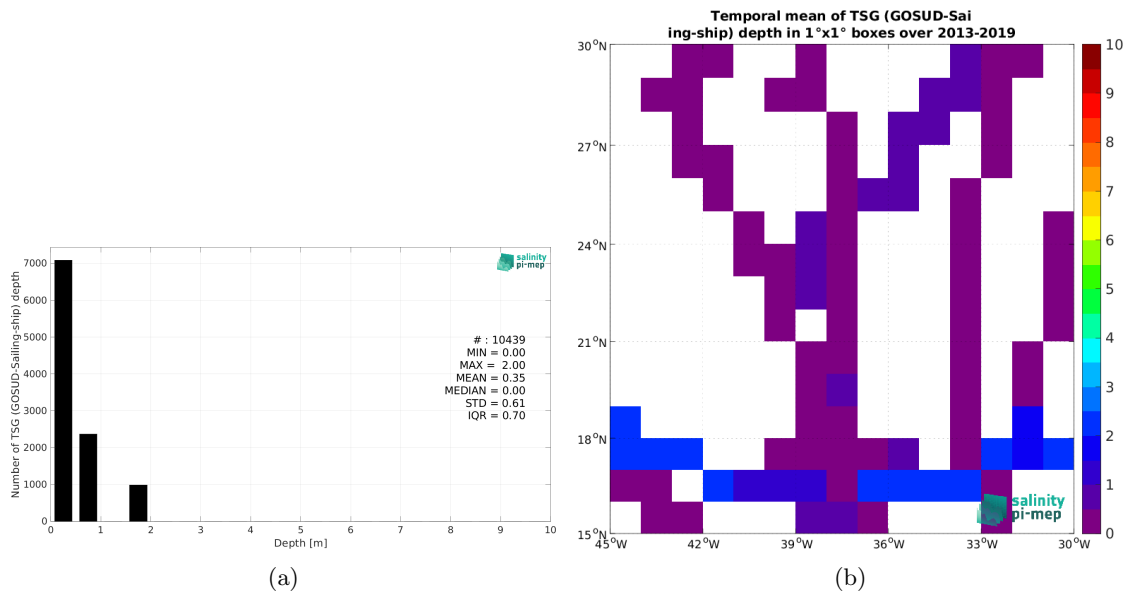 Number of TSG (GOSUD-Sailing-ship) depth
7000
6000
5000
4000
3000
2000
1000
0
0 1 2 3 4 5 6 7 8 9 10
Depth [m]
salinity
pi-mep
# : 10439
MIN = 0.00
MAX = 2.00
MEAN = 0.35
MEDIAN = 0.00
STD = 0.61
IQR = 0.70
(a)
Temporal mean of TSG (GOSUD-Sai
ing-ship) depth in 1°x1° boxes over 2013-2019
30°N
27°N
24°N
21°N
18°N
15°N
45°W 42°W 39°W 36°W 33°W 30°W
salinity
pi-mep
10
9
8
7
6
5
4
3
2
1
0
(b)